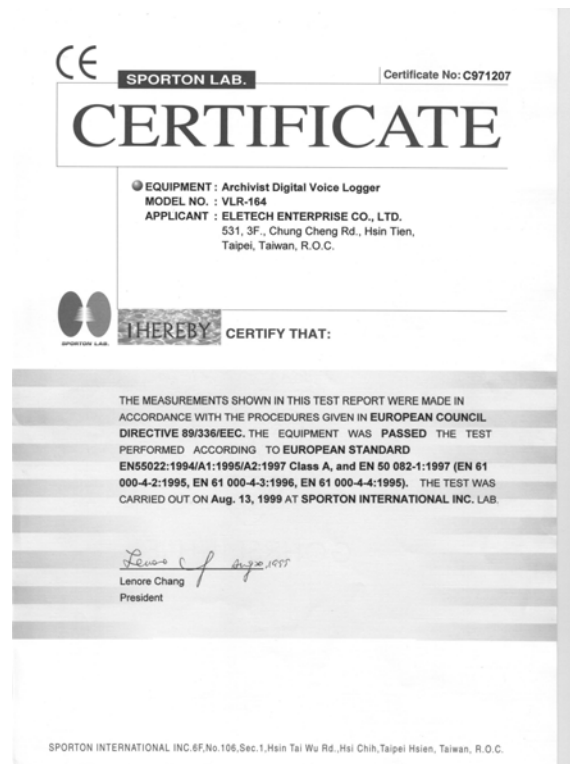 CE
SPORTON LAB.
Certificate No: C971207
CERTIFICATE
EQUIPMENT : Archivist Digital Voice Logger
MODEL NO. : VLR-164
APPLICANT : ELETECH ENTERPRISE CO., LTD.
531, 3F., Chung Cheng Rd., Hsin Tien,
Taipei, Taiwan, R.O.C.
SPORTON LAB.
I HEREBY CERTIFY THAT:
THE MEASUREMENTS SHOWN IN THIS TEST REPORT WERE MADE IN
ACCORDANCE WITH THE PROCEDURES GIVEN IN EUROPEAN COUNCIL
DIRECTIVE 89/336/EEC. THE EQUIPMENT WAS PASSED THE TEST
PERFORMED ACCORDING TO EUROPEAN STANDARD
EN55022:1994/A1:1995/A2:1997 Class A, and EN 50 082-1:1997 (EN 61
000-4-2:1995, EN 61 000-4-3:1996, EN 61 000-4-4:1995). THE TEST WAS
CARRIED OUT ON Aug. 13, 1999 AT SPORTON INTERNATIONAL INC. LAB.
Lenore Chang
President
SPORTON INTERNATIONAL INC.6F,No.106,Sec.1,Hsin Tai Wu Rd.,Hsi Chih,Taipei Hsien, Taiwan, R.O.C.